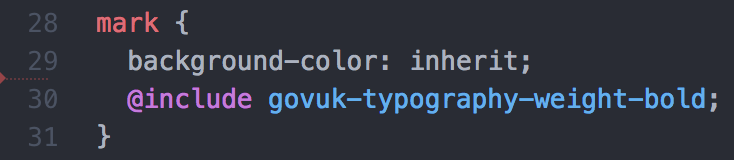 28 mark {
29   background-color: inherit;
30   @include govuk-typography-weight-bold;
31 }